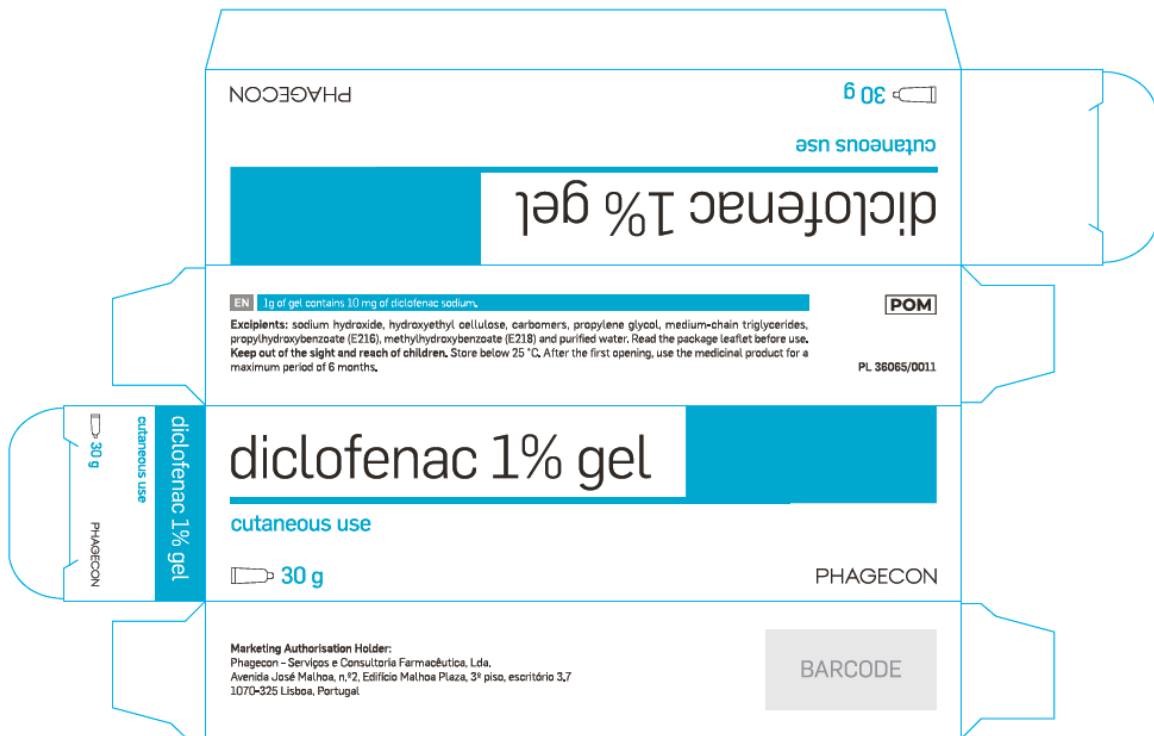 PHAGECON
30 g
cutaneous use
diclofenac 1% gel
EN 1g of gel contains 10 mg of diclofenac sodium.
POM
Excipients: sodium hydroxide, hydroxyethyl cellulose, carbomers, propylene glycol, medium-chain triglycerides,
propylhydroxybenzoate (E216), methylhydroxybenzoate (E218) and purified water. Read the package leaflet before use.
Keep out of the sight and reach of children. Store below 25 °C. After the first opening, use the medicinal product for a
maximum period of 6 months.
PL 36065/0011
diclofenac 1% gel
cutaneous use
30 g
PHAGECON
diclofenac 1% gel
cutaneous use
30 g
PHAGECON
Marketing Authorisation Holder:
Phagecon - Serviços e Consultoria Farmacêutica, Lda.
Avenida José Malhoa, n.º2, Edifício Malhoa Plaza, 3º piso, escritório 3.7
1070-325 Lisboa, Portugal
BARCODE